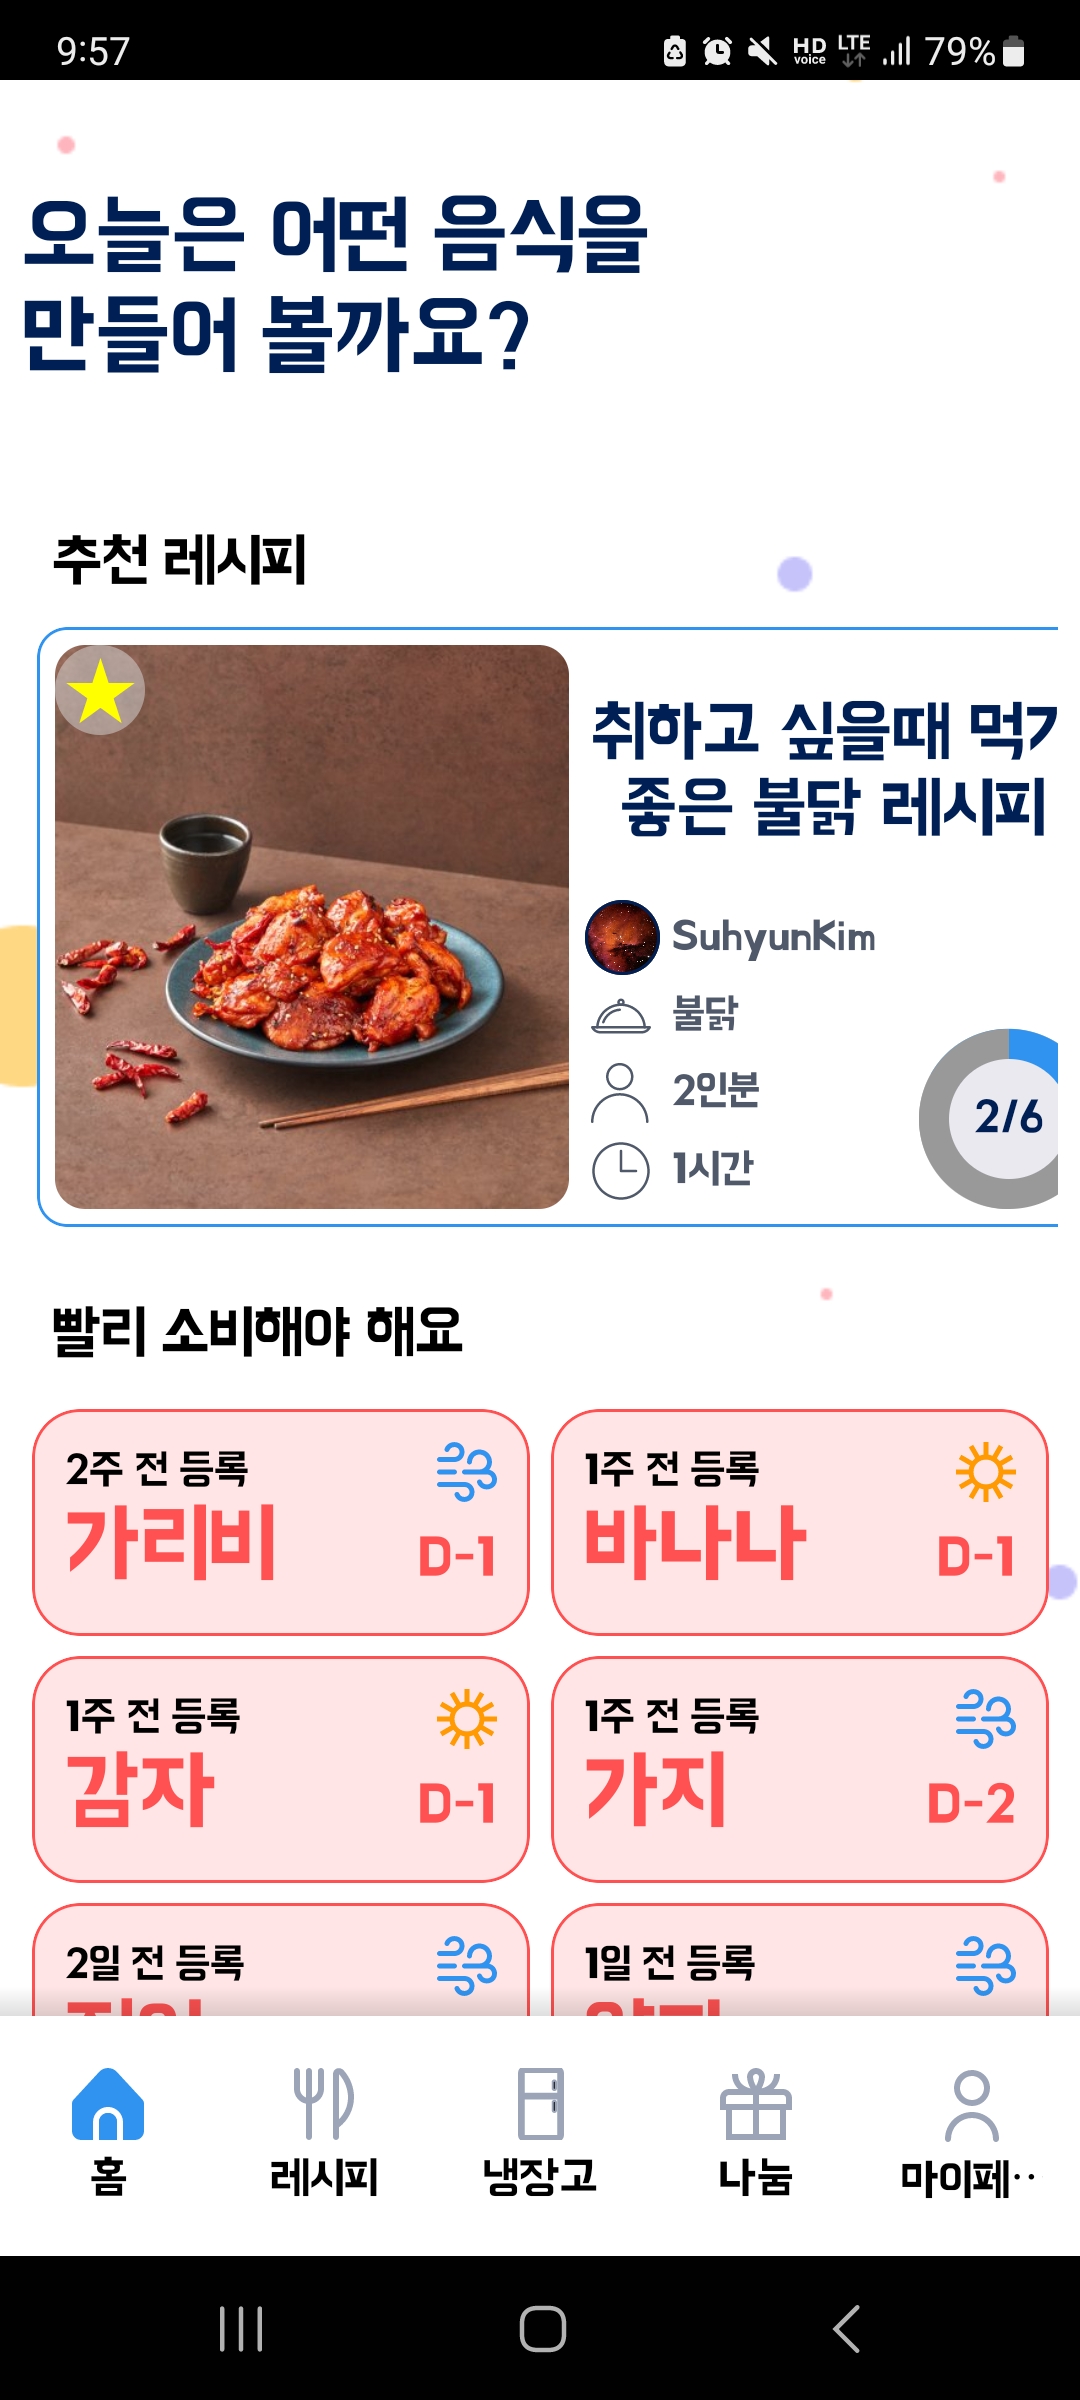 9:57
HD voice LTE 79%
오늘은 어떤 음식을
만들어 볼까요?
추천 레시피
취하고 싶을때
좋은 불닭 레시피
SuhyunKim
불닭
2인분
1시간
2/6
빨리 소비해야 해요
2주 전 등록
가리비
D-1
1주 전 등록
바나나
D-1
1주 전 등록
감자
D-1
1주 전 등록
가지
D-2
2일 전 등록
1일 전 등록
홈
레시피
냉장고
나눔
마이페…